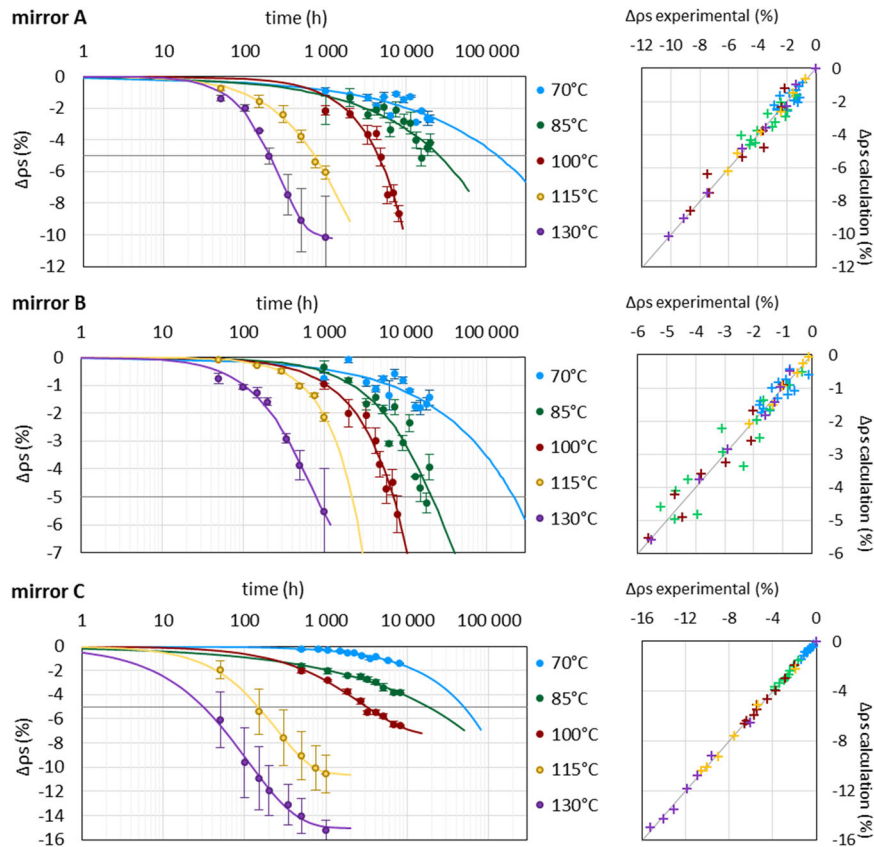 mirror A
time (h)
1 10 100 1 000 10 000 100 000
0
-2
-4
-6
-8
-10
-12
Δρs (%)
70°C
85°C
100°C
115°C
130°C
Δρs experimental (%)
-12 -10 -8 -6 -4 -2 0
0
-2
-4
-6
-8
-10
-12
Δρs calculation (%)
mirror B
time (h)
1 10 100 1 000 10 000 100 000
0
-1
-2
-3
-4
-5
-6
-7
Δρs (%)
70°C
85°C
100°C
115°C
130°C
Δρs experimental (%)
-6 -5 -4 -3 -2 -1 0
0
-1
-2
-3
-4
-5
-6
Δρs calculation (%)
mirror C
time (h)
1 10 100 1 000 10 000 100 000
0
-2
-4
-6
-8
-10
-12
-14
-16
Δρs (%)
70°C
85°C
100°C
115°C
130°C
Δρs experimental (%)
-16 -12 -8 -4 0
0
-4
-8
-12
-16
Δρs calculation (%)